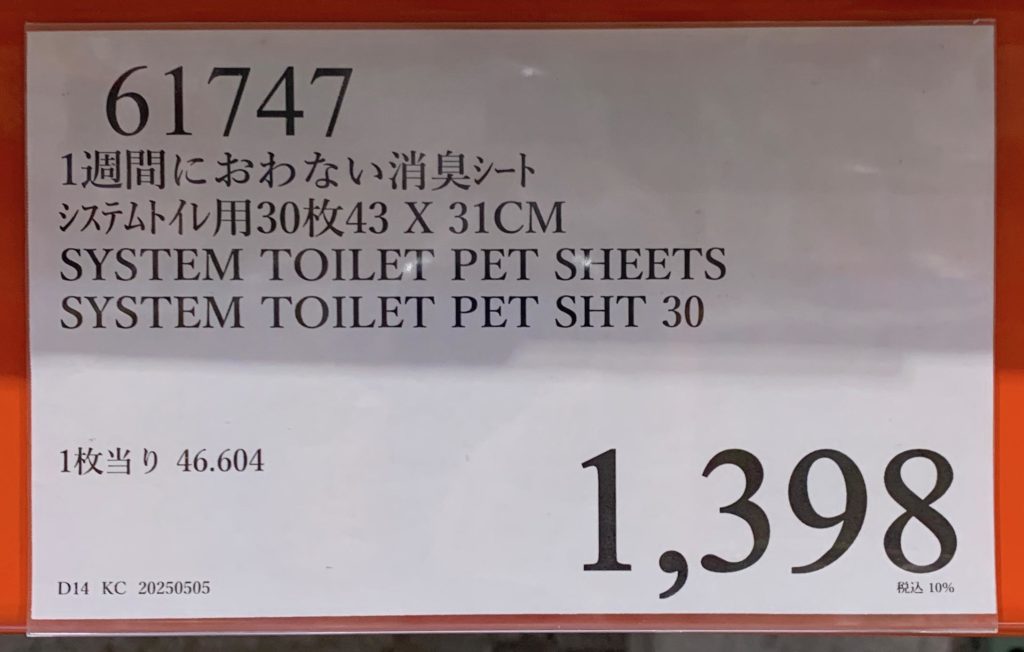 61747
1週間におわない消臭シート
システムトイレ用30枚43 X 31CM
SYSTEM TOILET PET SHEETS
SYSTEM TOILET PET SHT 30
1枚当り 46.604
1,398
D14 KC 20250505
税込 10%